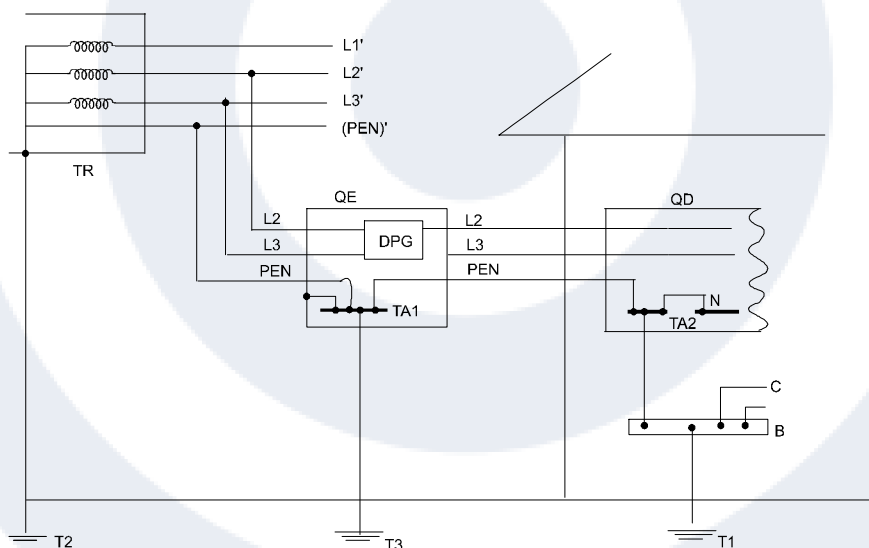 L1'
L2'
L3'
(PEN)'
TR
QE
QD
L2
L2
DPG
L3
L3
PEN
PEN
TA1
N
TA2
C
B
T2
T3
T1